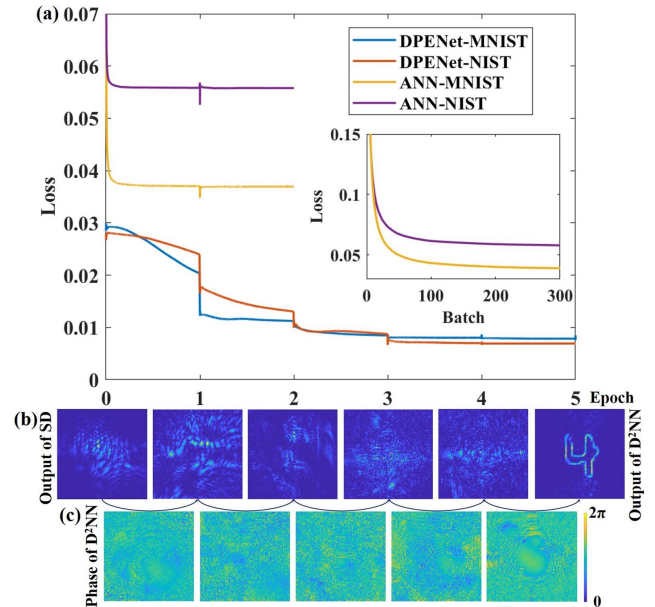 (a)
0.07
0.06
0.05
0.04
0.03
0.02
0.01
0
Loss
DPENet-MNIST
DPENet-NIST
ANN-MNIST
ANN-NIST
0.15
0.1
0.05
Loss
0 100 200 300
Batch
0 1 2 3 4 5 Epoch
(b)
Output of SD
Output of D²NN
(c)
Phase of D²NN
2π
0